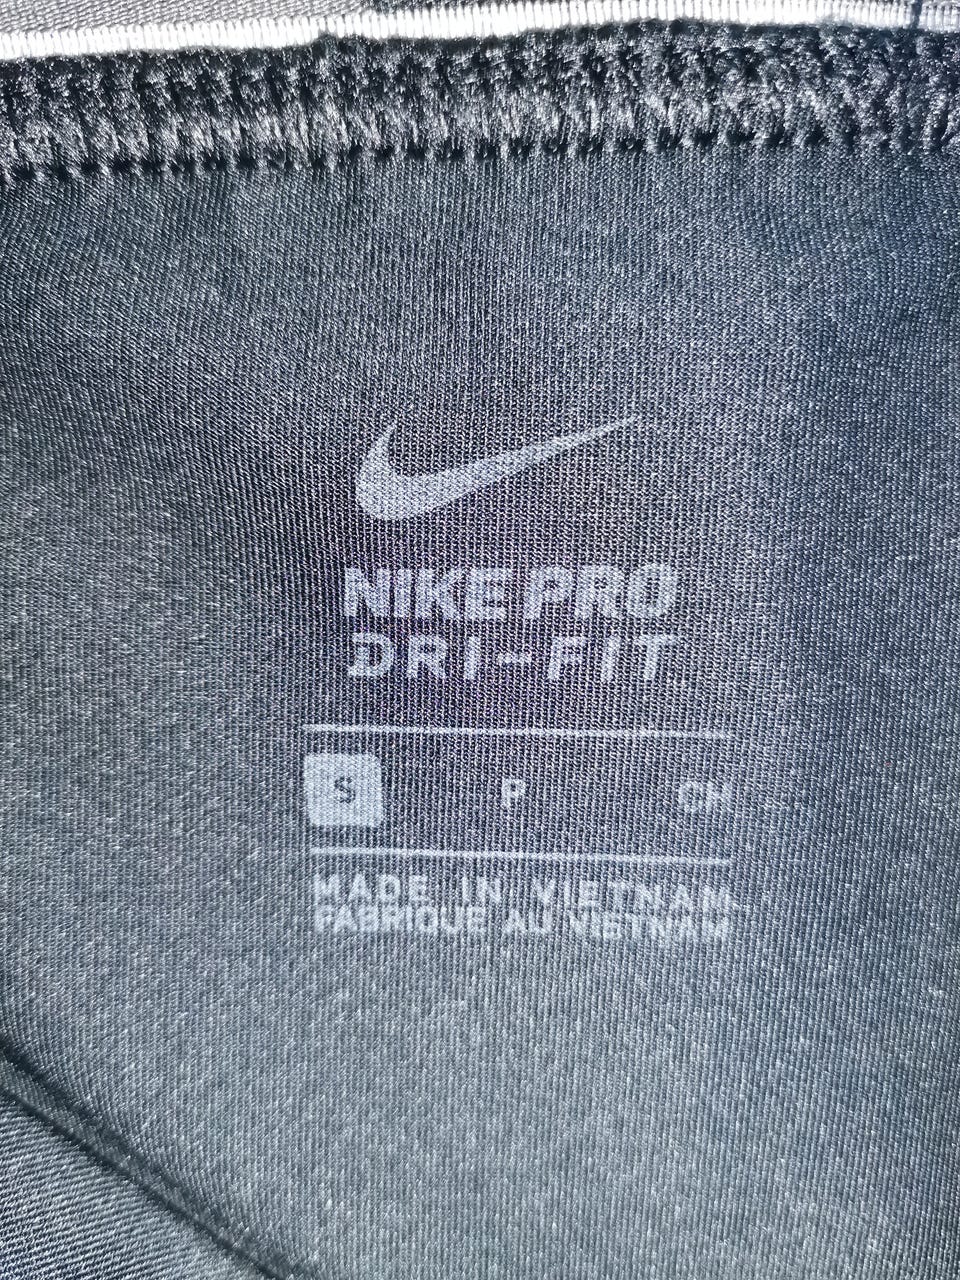 NIKE PRO
DRI-FIT
S P CH
MADE IN VIETNAM
FABRIQUE AU VIETNAM